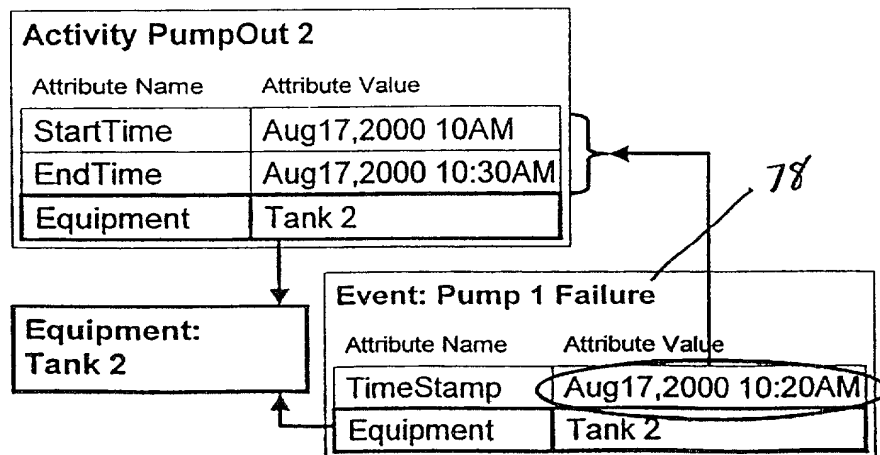 Activity PumpOut 2
Attribute Name Attribute Value
StartTime Aug17,2000 10AM
EndTime Aug17,2000 10:30AM
Equipment Tank 2
78
Equipment:
Tank 2
Event: Pump 1 Failure
Attribute Name Attribute Value
TimeStamp Aug17,2000 10:20AM
Equipment Tank 2